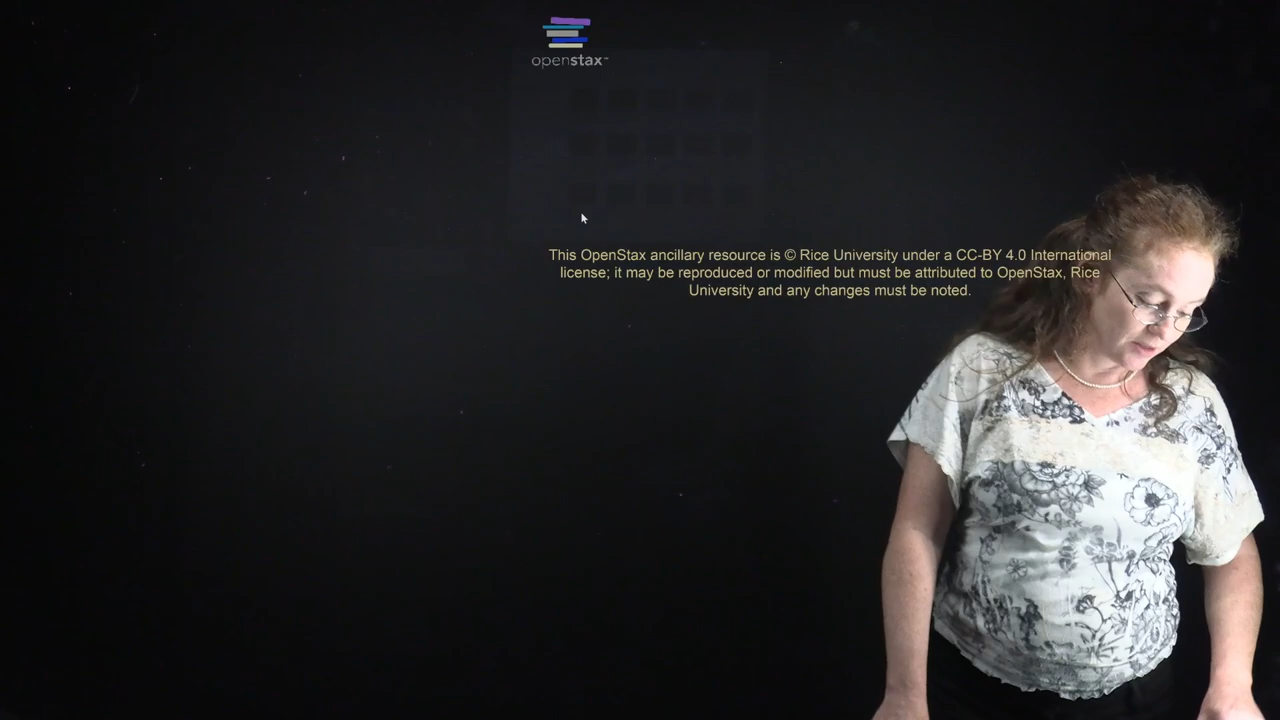 openstax™
This OpenStax ancillary resource is © Rice University under a CC-BY 4.0 International
license; it may be reproduced or modified but must be attributed to OpenStax, Rice
University and any changes must be noted.